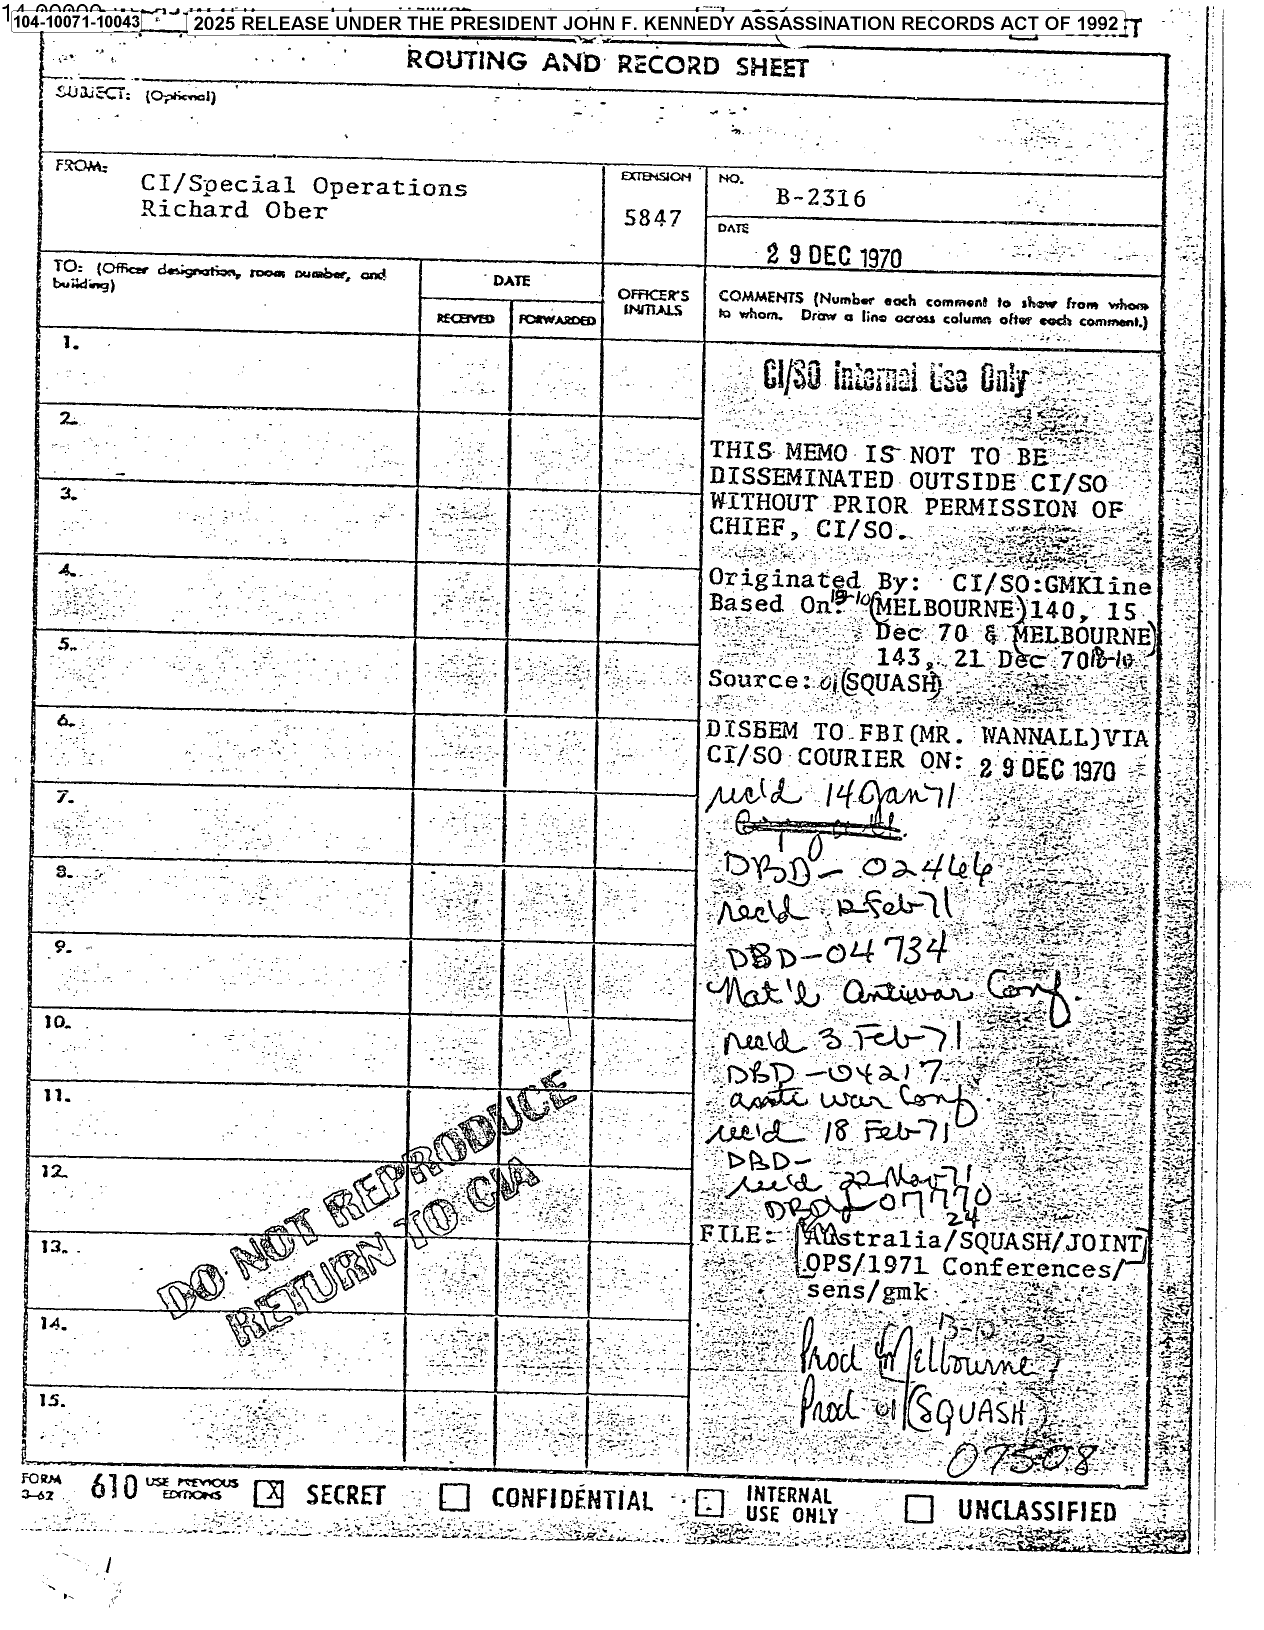 104-10071-10043
2025 RELEASE UNDER THE PRESIDENT JOHN F. KENNEDY ASSASSINATION RECORDS ACT OF 1992
ROUTING AND RECORD SHEET
SUBJECT: (Optional)
FROM:
CI/Special Operations
Richard Ober
EXTENSION
5847
NO.
B-2316
DATE
29 DEC 1970
TO: (Officer designation, room number, and
building)
DATE
RECEIVED
FORWARDED
OFFICER'S
INITIALS
COMMENTS (Number each comment to show from whom
to whom. Draw a line across column after each comment.)
1.
2.
3.
4.
5.
6.
7.
8.
9.
10.
11.
12.
13.
14.
15.
CI/SO Internal Use Only
THIS MEMO IS NOT TO BE
DISSEMINATED OUTSIDE CI/SO
WITHOUT PRIOR PERMISSION OF
CHIEF, CI/SO.
Originated By: CI/SO:GMKline
Based On: 13-10 (MELBOURNE) 140, 15
Dec 70 & MELBOURNE
143, 21 Dec 70 13-10
Source: 01 (SQUASH)
DISSEM TO FBI (MR. WANNALL) VIA
CI/SO COURIER ON: 29 DEC 1970
rec'd 14 Jan 71
DBD-02466
rec'd 12 Feb 71
DBD-04734
Nat'l Antiwar Conf.
rec'd 3 Feb 71
DBD-04217
anti war Conf.
rec'd 18 Feb 71
DBD-
rec'd 22 Nov 71
DBD-07770
24
FILE: Australia/SQUASH/JOINT
OPS/1971 Conferences/
sens/gmk
13-10
Prod Melbourne
Prod 01 (SQUASH
07508
DO NOT REPRODUCE
RETURN TO CIA
FORM
3-62
610
USE PREVIOUS
EDITIONS
X
SECRET
CONFIDENTIAL
INTERNAL
USE ONLY
UNCLASSIFIED